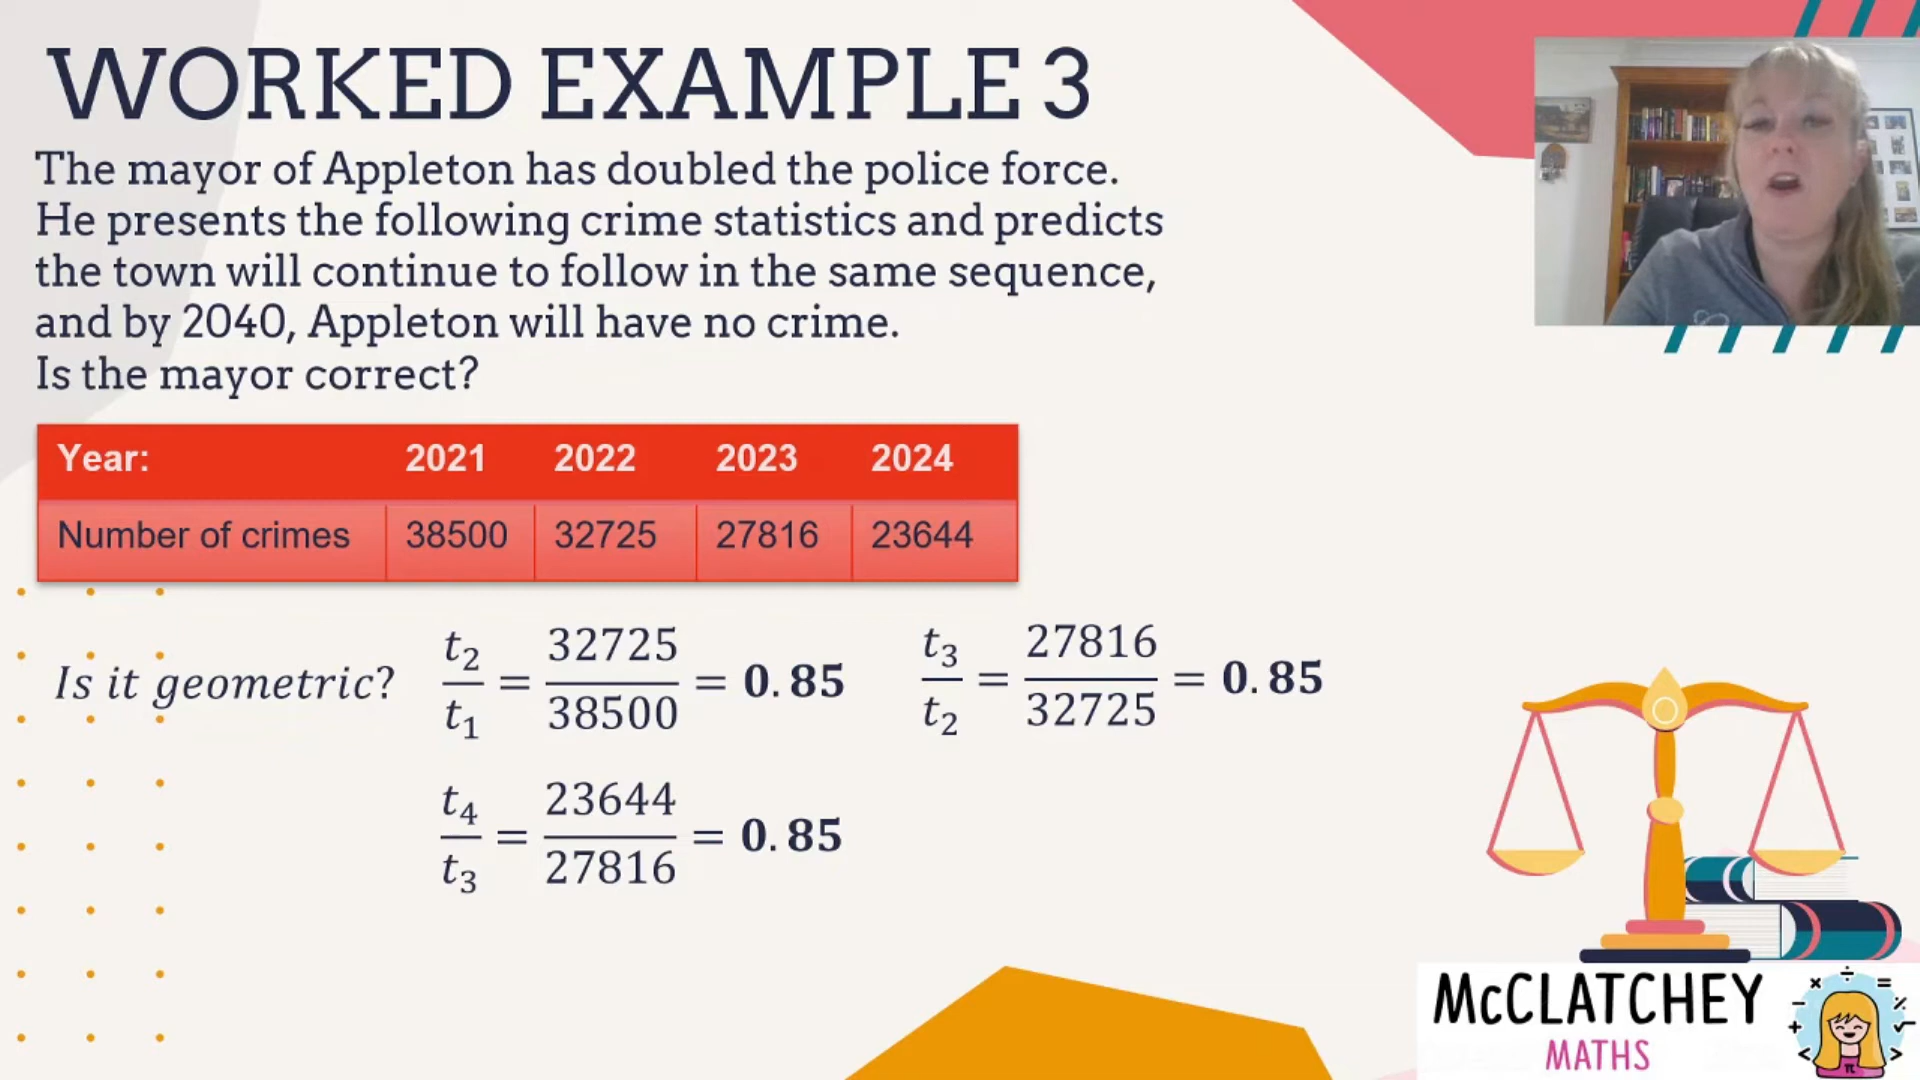 WORKED EXAMPLE 3
The mayor of Appleton has doubled the police force.
He presents the following crime statistics and predicts
the town will continue to follow in the same sequence,
and by 2040, Appleton will have no crime.
Is the mayor correct?
Year: 2021 2022 2023 2024
Number of crimes 38500 32725 27816 23644
Is it geometric? t₂/t₁ = 32725/38500 = 0.85 t₃/t₂ = 27816/32725 = 0.85
t₄/t₃ = 23644/27816 = 0.85
McCLATCHEY
MATHS